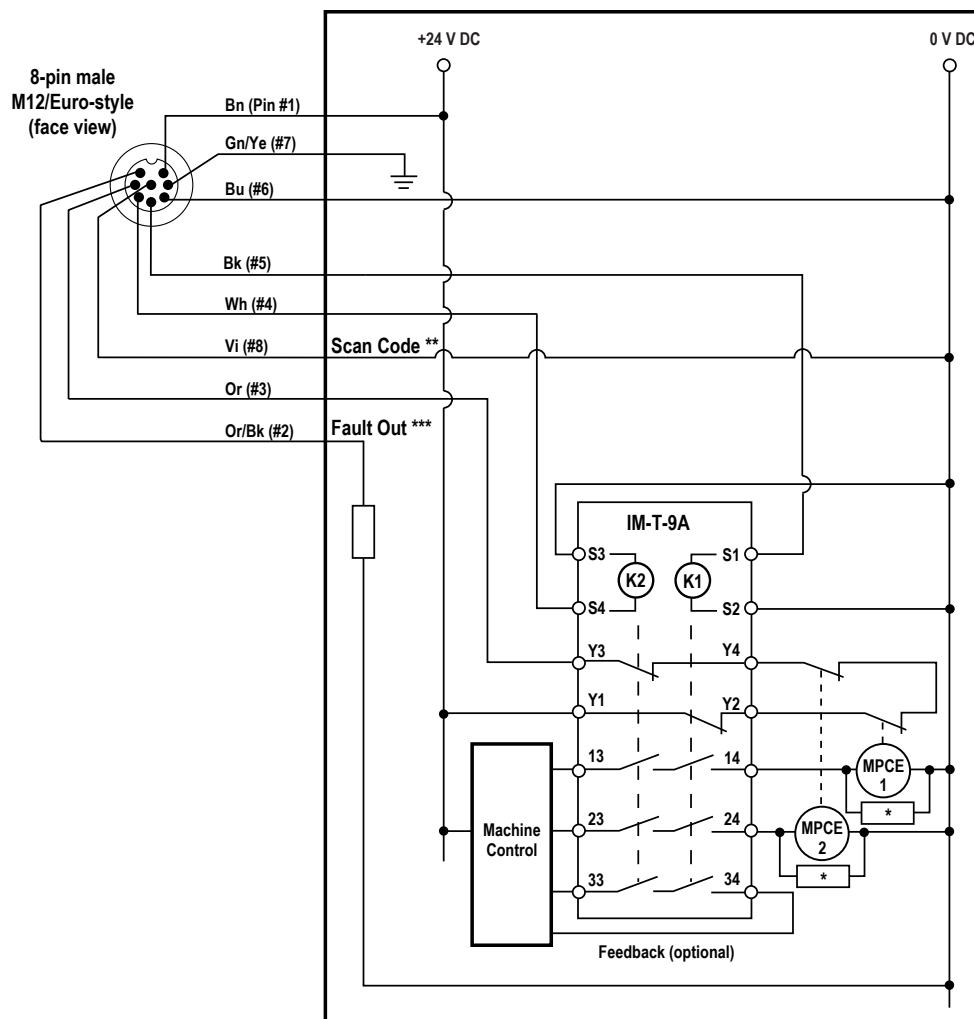 +24 V DC
0 V DC
8-pin male
M12/Euro-style
(face view)
Bn (Pin #1)
Gn/Ye (#7)
Bu (#6)
Bk (#5)
Wh (#4)
Vi (#8)
Scan Code **
Or (#3)
Or/Bk (#2)
Fault Out ***
IM-T-9A
S3
S1
K2
K1
S4
S2
Y3
Y4
Y1
Y2
13
14
MPCE
1
*
23
24
MPCE
2
*
Machine
Control
33
34
Feedback (optional)